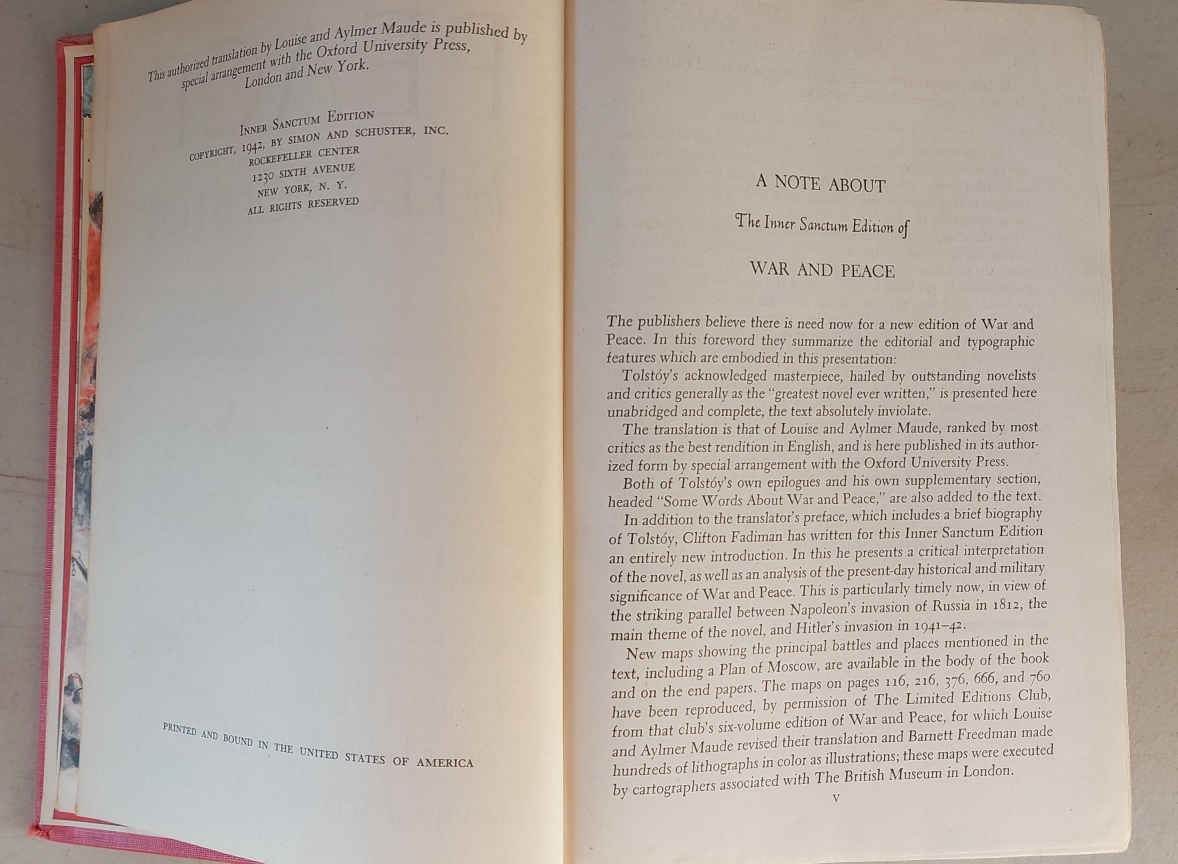 This authorized translation by Louise and Aylmer Maude is published by
special arrangement with the Oxford University Press,
London and New York.
INNER SANCTUM EDITION
COPYRIGHT, 1942, BY SIMON AND SCHUSTER, INC.
ROCKEFELLER CENTER
1230 SIXTH AVENUE
NEW YORK, N. Y.
ALL RIGHTS RESERVED
PRINTED AND BOUND IN THE UNITED STATES OF AMERICA
A NOTE ABOUT
The Inner Sanctum Edition of
WAR AND PEACE
The publishers believe there is need now for a new edition of War and
Peace. In this foreword they summarize the editorial and typographic
features which are embodied in this presentation:
Tolstóy's acknowledged masterpiece, hailed by outstanding novelists
and critics generally as the "greatest novel ever written," is presented here
unabridged and complete, the text absolutely inviolate.
The translation is that of Louise and Aylmer Maude, ranked by most
critics as the best rendition in English, and is here published in its author-
ized form by special arrangement with the Oxford University Press.
Both of Tolstóy's own epilogues and his own supplementary section,
headed "Some Words About War and Peace," are also added to the text.
In addition to the translator's preface, which includes a brief biography
of Tolstóy, Clifton Fadiman has written for this Inner Sanctum Edition
an entirely new introduction. In this he presents a critical interpretation
of the novel, as well as an analysis of the present-day historical and military
significance of War and Peace. This is particularly timely now, in view of
the striking parallel between Napoleon's invasion of Russia in 1812, the
main theme of the novel, and Hitler's invasion in 1941–42.
New maps showing the principal battles and places mentioned in the
text, including a Plan of Moscow, are available in the body of the book
and on the end papers. The maps on pages 116, 216, 376, 666, and 760
have been reproduced, by permission of The Limited Editions Club,
from that club's six-volume edition of War and Peace, for which Louise
and Aylmer Maude revised their translation and Barnett Freedman made
hundreds of lithographs in color as illustrations; these maps were executed
by cartographers associated with The British Museum in London.
V